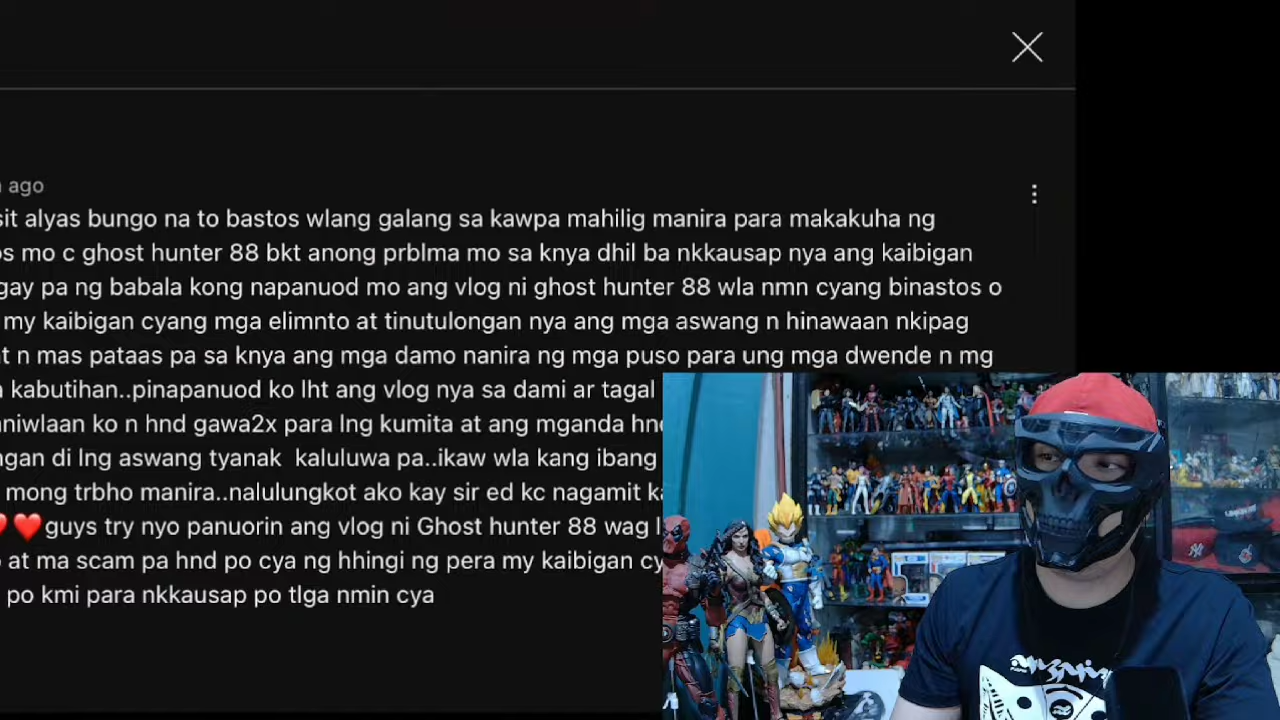 ago
sit alyas bungo na to bastos wlang galang sa kawpa mahilig manira para makakuha ng
os mo c ghost hunter 88 bkt anong prblma mo sa knya dhil ba nkkausap nya ang kaibigan
gay pa ng babala kong napanuod mo ang vlog ni ghost hunter 88 wla nmn cyang binastos o
my kaibigan cyang mga elimnto at tinutulongan nya ang mga aswang n hinawaan nkipag
t n mas pataas pa sa knya ang mga damo nanira ng mga puso para ung mga dwende n mg
kabutihan..pinapanuod ko lht ang vlog nya sa dami ar tagal
niwlaan ko n hnd gawa2x para lng kumita at ang mganda hnd
ngan di lng aswang tyanak kaluluwa pa..ikaw wla kang ibang
mong trbho manira..nalulungkot ako kay sir ed kc nagamit ka
❤️guys try nyo panuorin ang vlog ni Ghost hunter 88 wag l
at ma scam pa hnd po cya ng hhingi ng pera my kaibigan cy
po kmi para nkkausap po tlga nmin cya